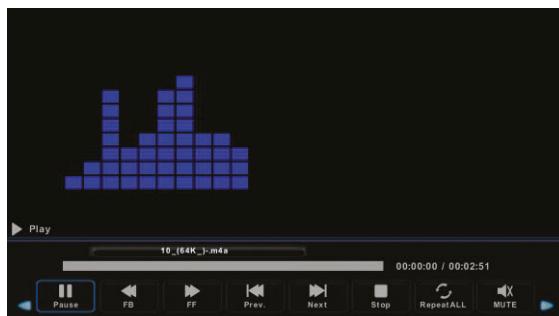 Play
10_(64K_)-.m4a
00:00:00 / 00:02:51
Pause FB FF Prev. Next Stop RepeatALL MUTE